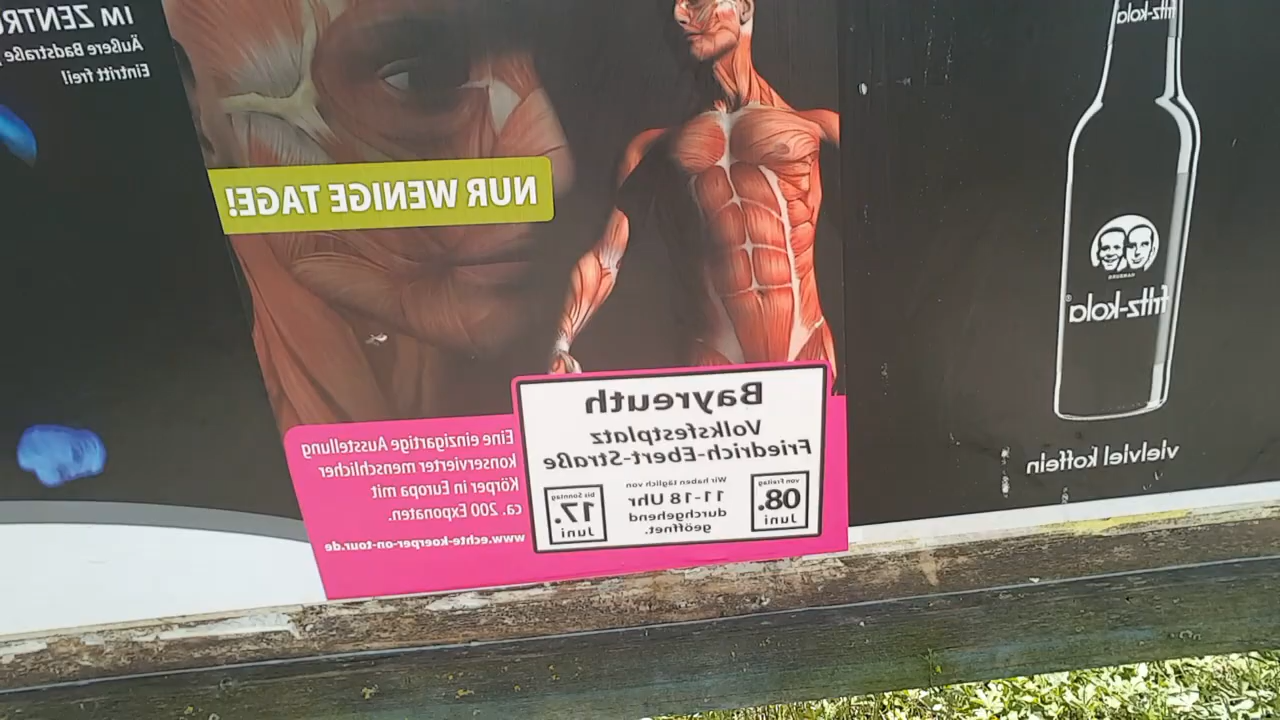 IM ZENTRU
Äußere Badstraße
Eintritt frei!
NUR WENIGE TAGE!
Eine einzigartige Ausstellung
konservierter menschlicher
Körper in Europa mit
ca. 200 Exponaten.
www.echte-koerper-on-tour.de
Bayreuth
Volksfestplatz
Friedrich-Ebert-Straße
von Freitag
08.
Juni
Wir haben täglich von
11-18 Uhr
durchgehend
geöffnet.
bis Sonntag
17.
Juni
fritz-kola
HAMBURG
fritz-kola®
vielviel koffein